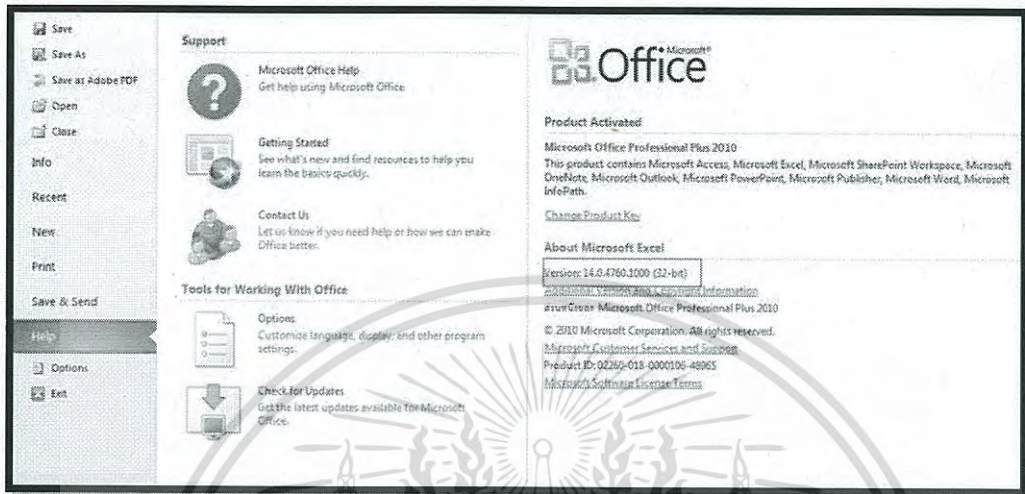 Save
Save As
Save as Adobe PDF
Open
Close
Info
Recent
New
Print
Save & Send
Help
Options
Exit
Support
Microsoft Office Help
Get help using Microsoft Office.
Getting Started
See what's new and find resources to help you
learn the basics quickly.
Contact Us
Let us know if you need help or how we can make
Office better.
Tools for Working With Office
Options
Customize language, display, and other program
settings.
Check for Updates
Get the latest updates available for Microsoft
Office.
Microsoft®
Office
Product Activated
Microsoft Office Professional Plus 2010
This product contains Microsoft Access, Microsoft Excel, Microsoft SharePoint Workspace, Microsoft
OneNote, Microsoft Outlook, Microsoft PowerPoint, Microsoft Publisher, Microsoft Word, Microsoft
InfoPath.
Change Product Key
About Microsoft Excel
Version: 14.0.4760.1000 (32-bit)
Additional Version and Copyright Information
Microsoft Office Professional Plus 2010
© 2010 Microsoft Corporation. All rights reserved.
Microsoft Customer Services and Support
Product ID: 02260-018-0000106-48065
Microsoft Software License Terms